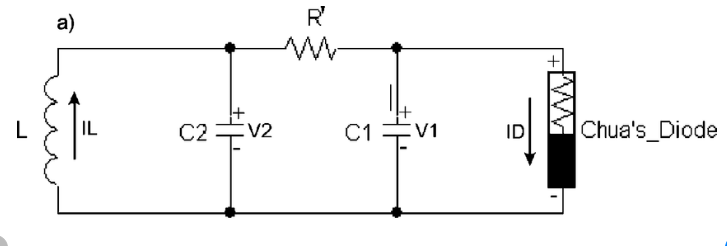 a)
R'
L
IL
C2
+
V2
-
C1
+
V1
-
ID
+
Chua's_Diode
-